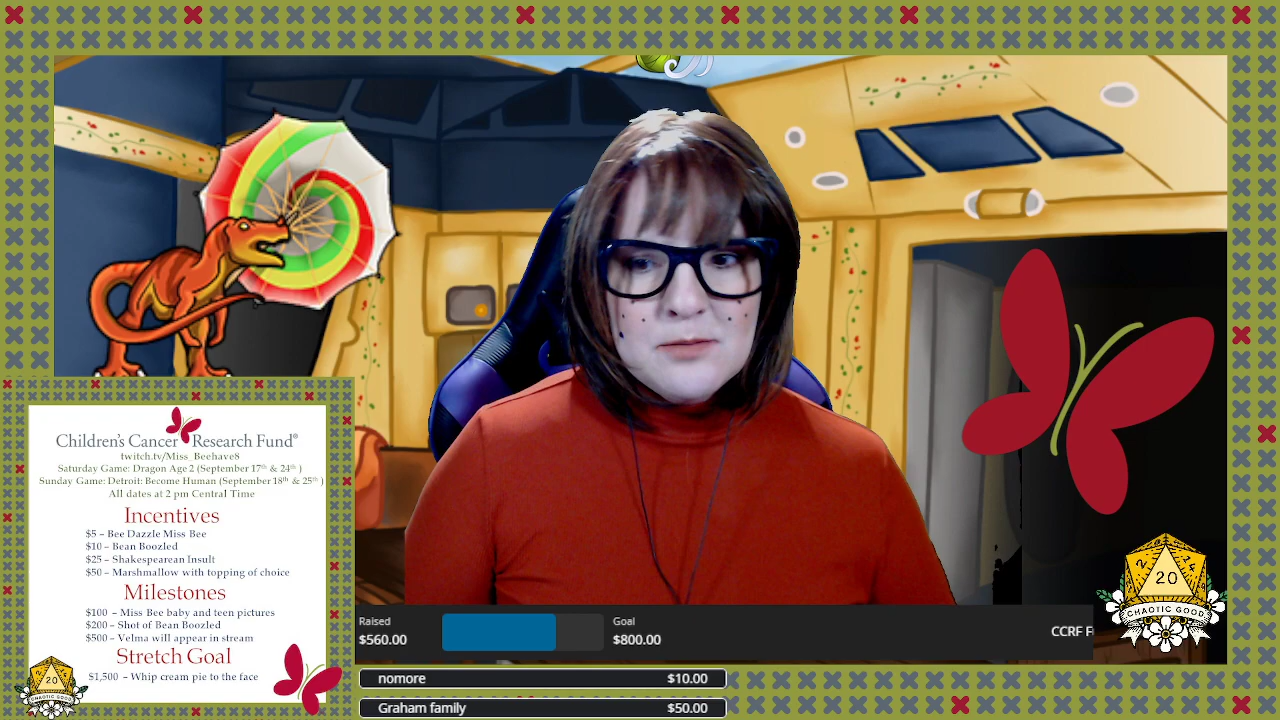 Children's Cancer Research Fund®
twitch.tv/Miss_Beehave8
Saturday Game: Dragon Age 2 (September 17th & 24th )
Sunday Game: Detroit: Become Human (September 18th & 25th )
All dates at 2 pm Central Time
Incentives
$5 – Bee Dazzle Miss Bee
$10 – Bean Boozled
$25 – Shakespearean Insult
$50 – Marshmallow with topping of choice
Milestones
$100 – Miss Bee baby and teen pictures
$200 – Shot of Bean Boozled
$500 – Velma will appear in stream
Stretch Goal
$1,500 – Whip cream pie to the face
20
CHAOTIC GOOD
Raised
$560.00
Goal
$800.00
CCRF F
nomore $10.00
Graham family $50.00
20
CHAOTIC GOOD